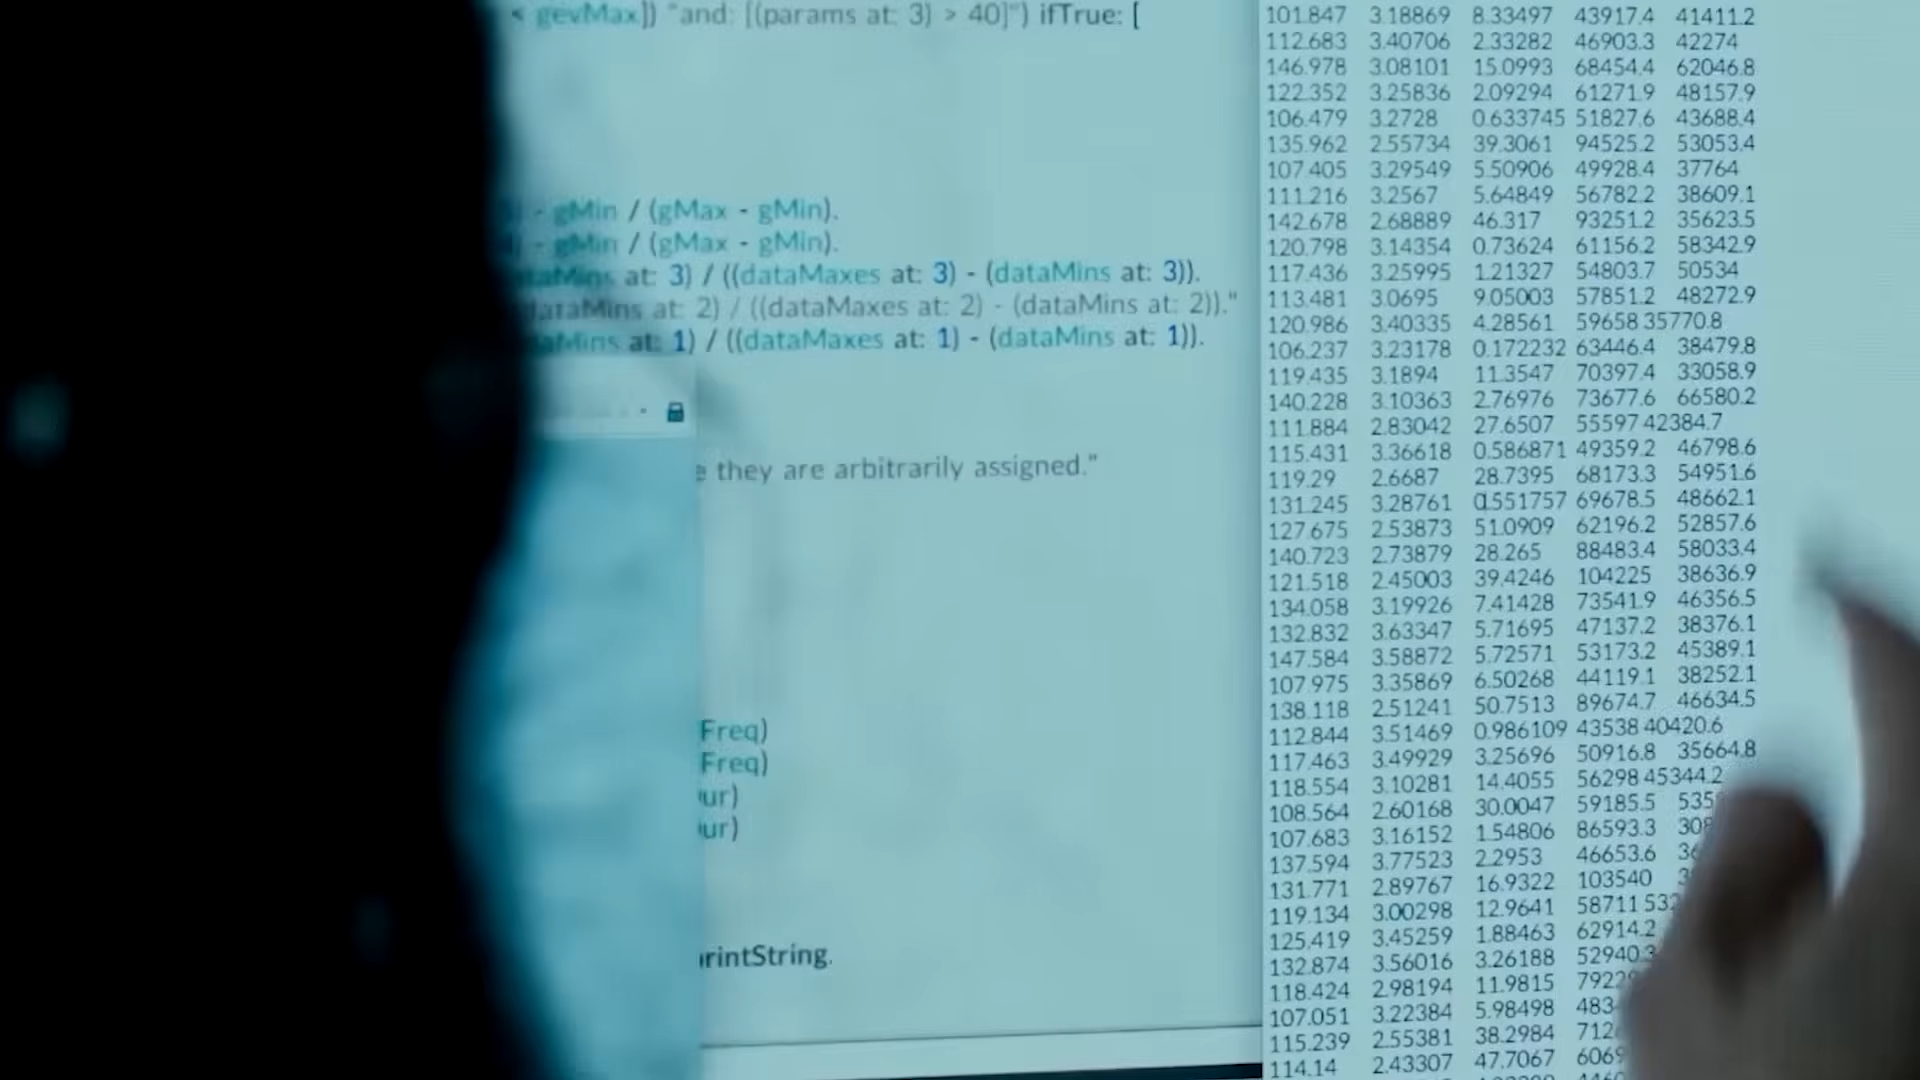 < gevMax]) "and: [(params at: 3) > 40]") ifTrue: [
- gMin / (gMax - gMin).
- gMin / (gMax - gMin).
at: 3) / ((dataMaxes at: 3) - (dataMins at: 3)).
dataMins at: 2) / ((dataMaxes at: 2) - (dataMins at: 2))."
at: 1) / ((dataMaxes at: 1) - (dataMins at: 1)).
they are arbitrarily assigned."
Freq)
Freq)
ur)
ur)
rintString.
101.847 3.18869 8.33497 43917.4 41411.2
112.683 3.40706 2.33282 46903.3 42274
146.978 3.08101 15.0993 68454.4 62046.8
122.352 3.25836 2.09294 61271.9 48157.9
106.479 3.2728 0.633745 51827.6 43688.4
135.962 2.55734 39.3061 94525.2 53053.4
107.405 3.29549 5.50906 49928.4 37764
111.216 3.2567 5.64849 56782.2 38609.1
142.678 2.68889 46.317 93251.2 35623.5
120.798 3.14354 0.73624 61156.2 58342.9
117.436 3.25995 1.21327 54803.7 50534
113.481 3.0695 9.05003 57851.2 48272.9
120.986 3.40335 4.28561 59658 35770.8
106.237 3.23178 0.172232 63446.4 38479.8
119.435 3.1894 11.3547 70397.4 33058.9
140.228 3.10363 2.76976 73677.6 66580.2
111.884 2.83042 27.6507 55597 42384.7
115.431 3.36618 0.586871 49359.2 46798.6
119.29 2.6687 28.7395 68173.3 54951.6
131.245 3.28761 0.551757 69678.5 48662.1
127.675 2.53873 51.0909 62196.2 52857.6
140.723 2.73879 28.265 88483.4 58033.4
121.518 2.45003 39.4246 104225 38636.9
134.058 3.19926 7.41428 73541.9 46356.5
132.832 3.63347 5.71695 47137.2 38376.1
147.584 3.58872 5.72571 53173.2 45389.1
107.975 3.35869 6.50268 44119.1 38252.1
138.118 2.51241 50.7513 89674.7 46634.5
112.844 3.51469 0.986109 43538 40420.6
117.463 3.49929 3.25696 50916.8 35664.8
118.554 3.10281 14.4055 56298 45344.2
108.564 2.60168 30.0047 59185.5 535
107.683 3.16152 1.54806 86593.3 308
137.594 3.77523 2.2953 46653.6 36
131.771 2.89767 16.9322 103540 3
119.134 3.00298 12.9641 58711 532
125.419 3.45259 1.88463 62914.2
132.874 3.56016 3.26188 52940.3
118.424 2.98194 11.9815 7922
107.051 3.22384 5.98498 483
115.239 2.55381 38.2984 712
114.14 2.43307 47.7067 6069